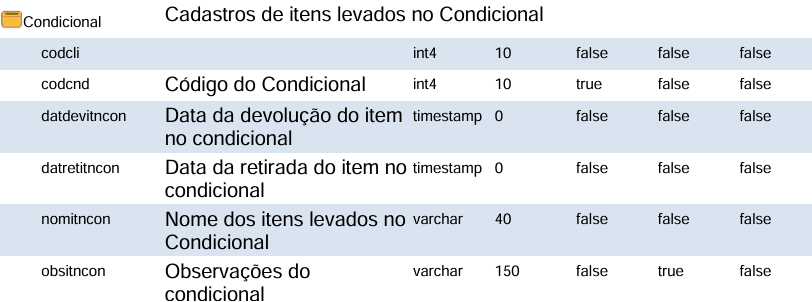 Condicional Cadastros de itens levados no Condicional
codcli int4 10 false false false
codcnd Código do Condicional int4 10 true false false
datdevitncon Data da devolução do item timestamp 0 false false false
no condicional
datretitncon Data da retirada do item no timestamp 0 false false false
condicional
nomitncon Nome dos itens levados no varchar 40 false false false
Condicional
obsitncon Observações do varchar 150 false true false
condicional